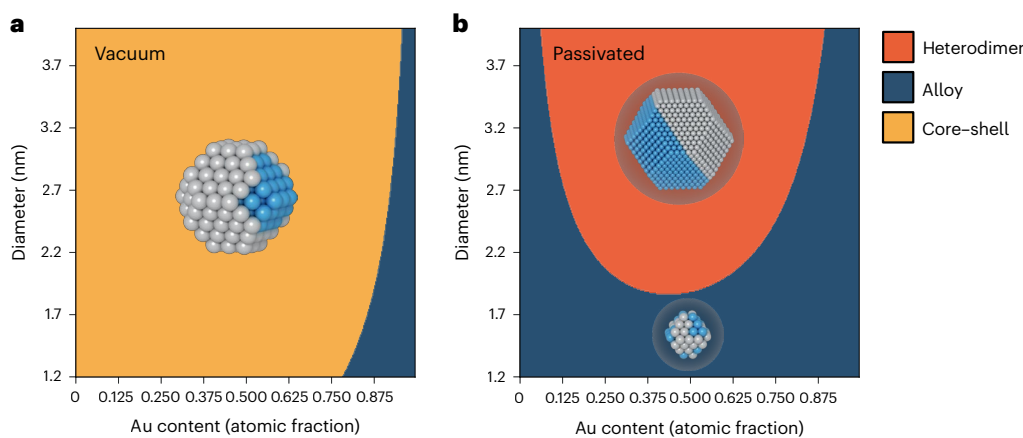 a
Vacuum
3.7
3.2
2.7
2.2
1.7
1.2
Diameter (nm)
0 0.125 0.250 0.375 0.500 0.625 0.750 0.875
Au content (atomic fraction)
b
Passivated
3.7
3.2
2.7
2.2
1.7
1.2
Diameter (nm)
0 0.125 0.250 0.375 0.500 0.625 0.750 0.875
Au content (atomic fraction)
Heterodimer
Alloy
Core–shell